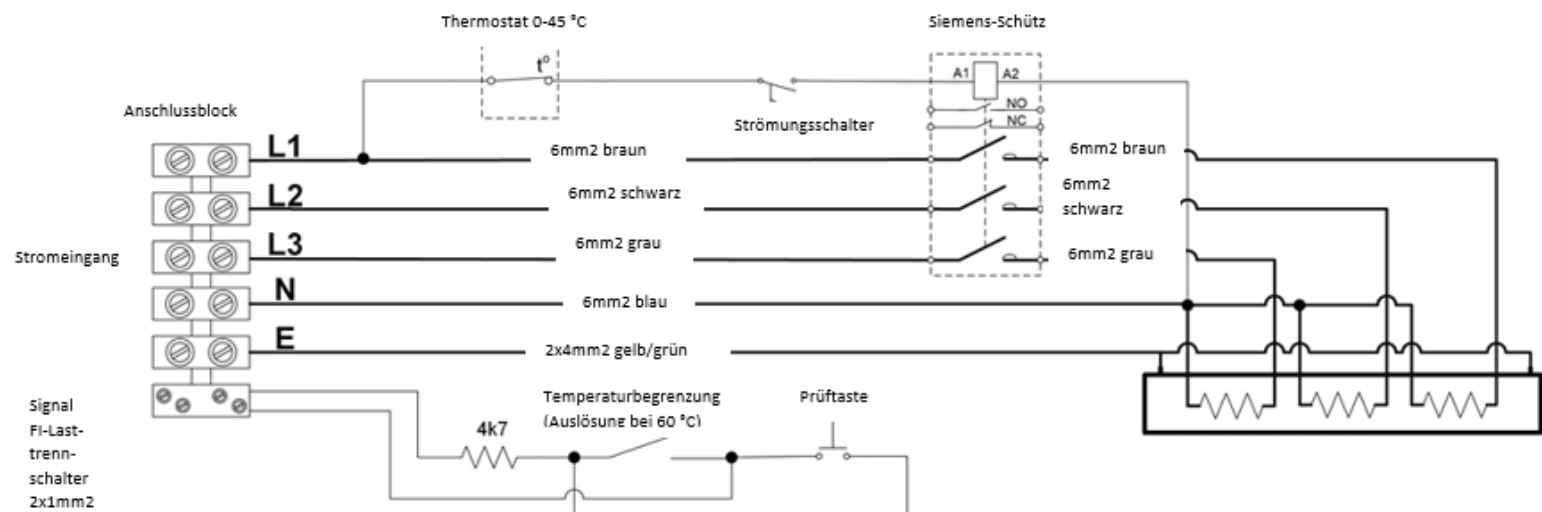 Thermostat 0-45 °C
Siemens-Schütz
t°
A1
A2
Anschlussblock
NO
Strömungsschalter
NC
L1
6mm2 braun
6mm2 braun
L2
6mm2 schwarz
6mm2
schwarz
L3
6mm2 grau
6mm2 grau
Stromeingang
N
6mm2 blau
E
2x4mm2 gelb/grün
Signal
FI-Last-
trenn-
schalter
2x1mm2
4k7
Temperaturbegrenzung
(Auslösung bei 60 °C)
Prüftaste